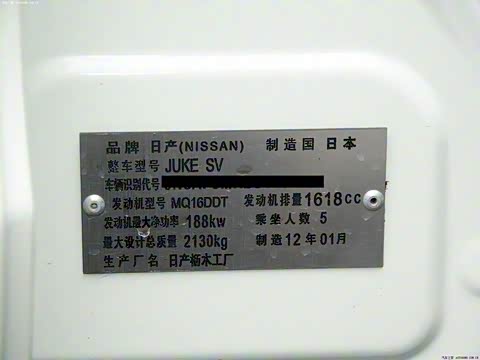 品牌 日产(NISSAN) 制造国 日本
整车型号 JUKE SV
车辆识别代号
发动机型号 MQ16DDT 发动机排量 1618cc
发动机最大净功率 188kw 乘坐人数 5
最大设计总质量 2130kg 制造 12年01月
生产厂名 日产枥木工厂